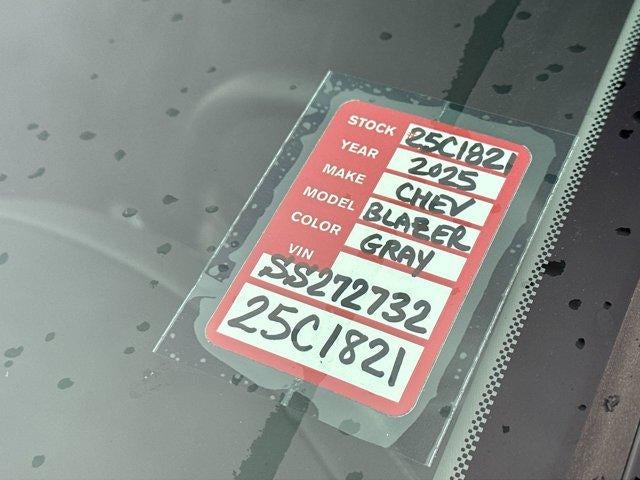 STOCK 25C1821
YEAR 2025
MAKE CHEV
MODEL BLAZER
COLOR GRAY
VIN
SS272732
25C1821